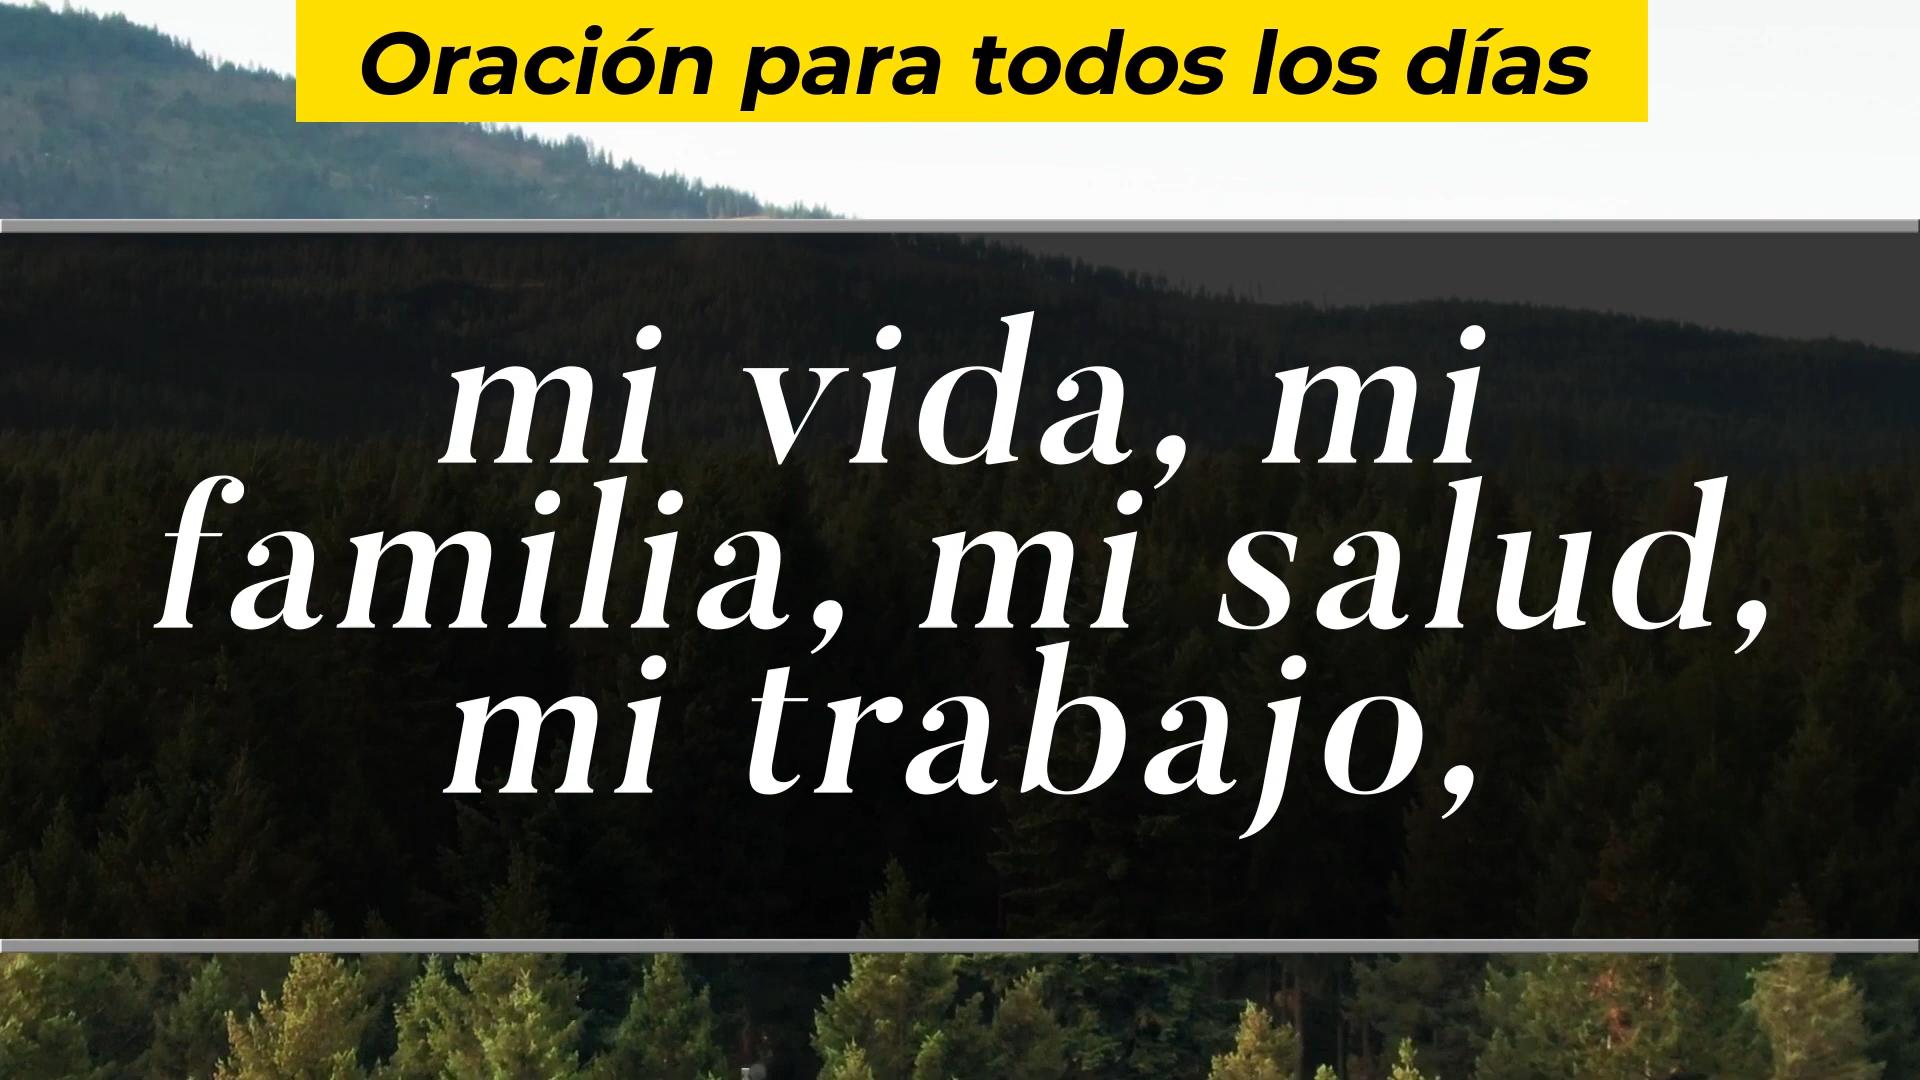 Oración para todos los días
mi vida, mi
familia, mi salud,
mi trabajo,